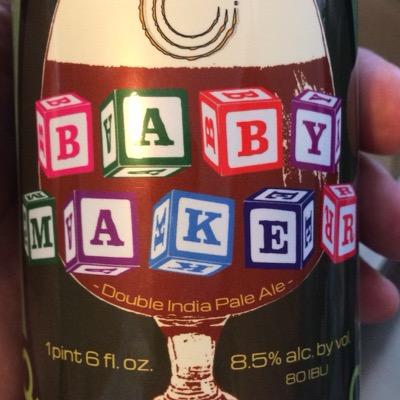 BABY
MAKER
- Double India Pale Ale -
1 pint 6 fl. oz.
8.5% alc. by vol.
80 IBU